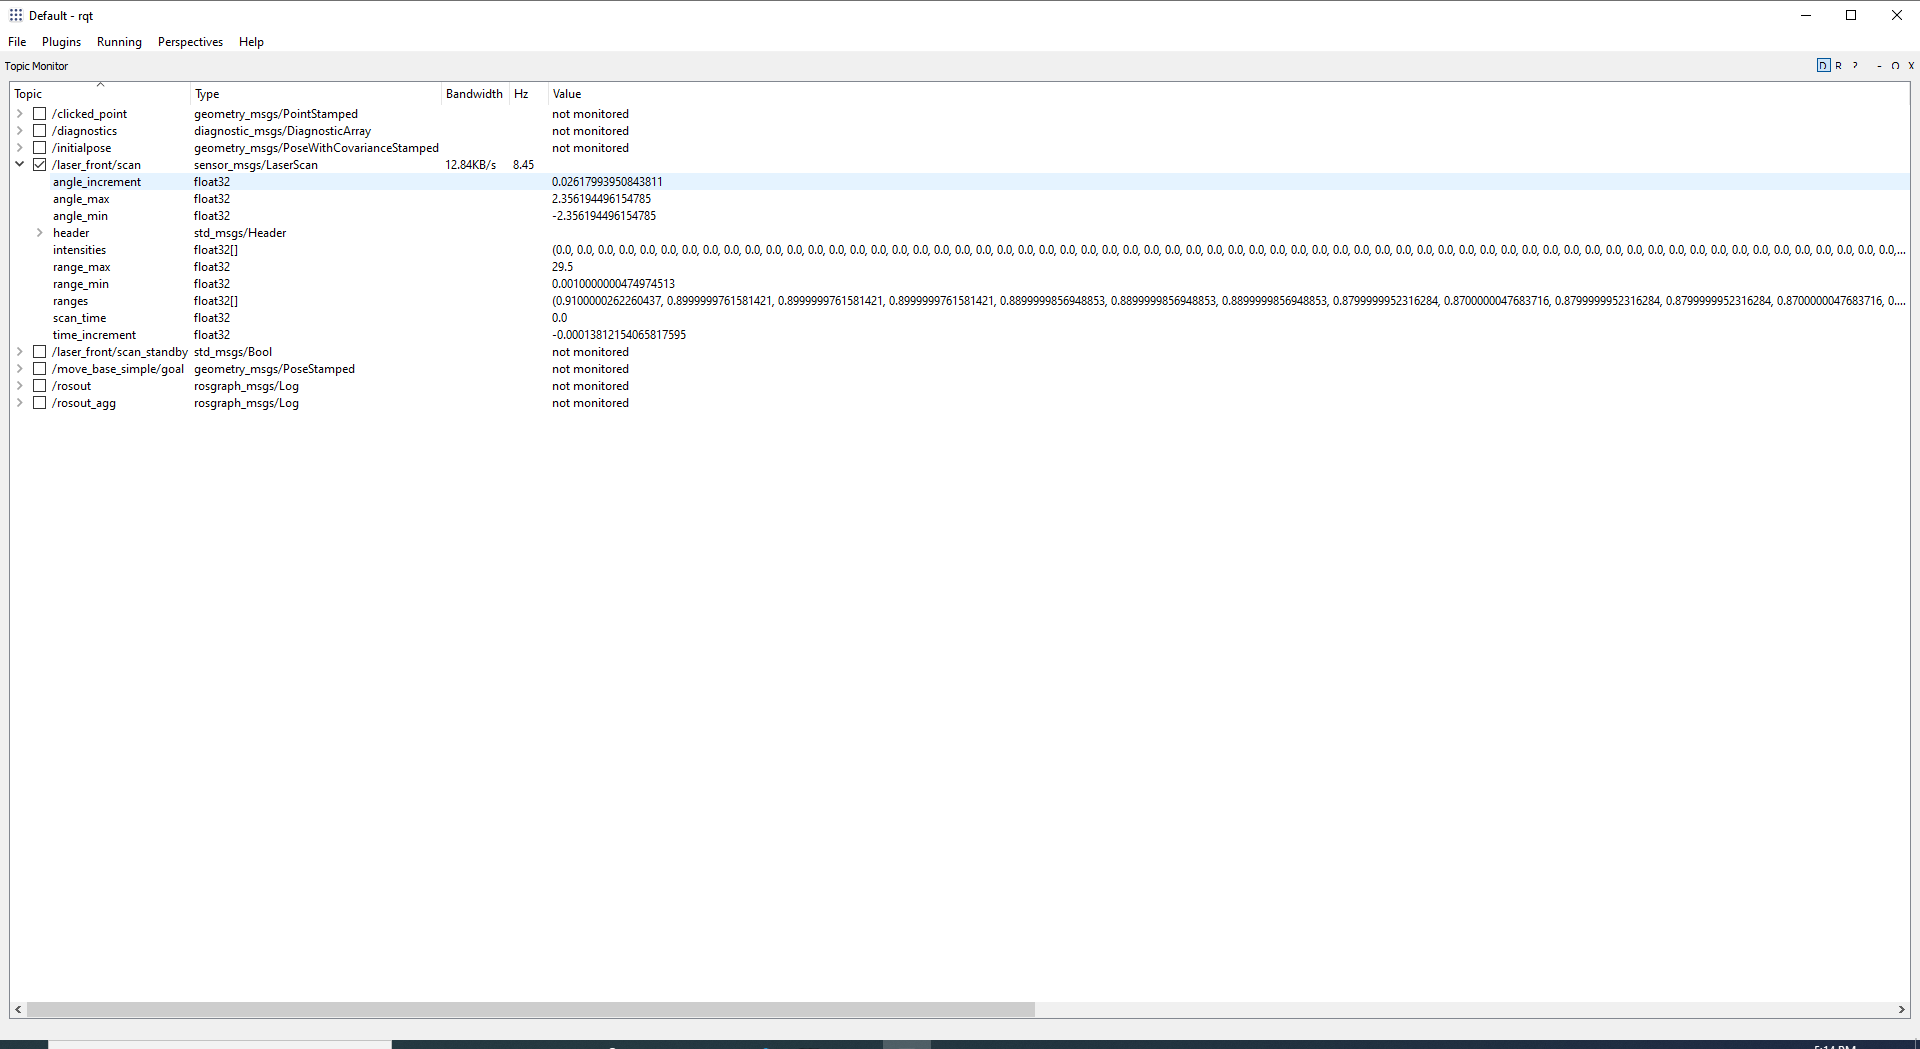 Default - rqt
File Plugins Running Perspectives Help
Topic Monitor D R ? - O X
Topic Type Bandwidth Hz Value
/clicked_point geometry_msgs/PointStamped not monitored
/diagnostics diagnostic_msgs/DiagnosticArray not monitored
/initialpose geometry_msgs/PoseWithCovarianceStamped not monitored
/laser_front/scan sensor_msgs/LaserScan 12.84KB/s 8.45
angle_increment float32 0.02617993950843811
angle_max float32 2.356194496154785
angle_min float32 -2.356194496154785
header std_msgs/Header
intensities float32[] (0.0, 0.0, 0.0, 0.0, 0.0, 0.0, 0.0, 0.0, 0.0, 0.0, 0.0, 0.0, 0.0, 0.0, 0.0, 0.0, 0.0, 0.0, 0.0, 0.0, 0.0, 0.0, 0.0, 0.0, 0.0, 0.0, 0.0, 0.0, 0.0, 0.0, 0.0, 0.0, 0.0, 0.0, 0.0, 0.0, 0.0, 0.0, 0.0, 0.0, 0.0, 0.0, 0.0, 0.0, 0.0, 0.0, 0.0, 0.0, 0.0, 0.0, 0.0, 0.0, 0.0, 0.0, 0.0, 0.0, 0.0, 0.0, 0.0, 0.0, 0.0, 0.0, 0.0, 0.0,...
range_max float32 29.5
range_min float32 0.0010000000474974513
ranges float32[] (0.9100000262260437, 0.8999999761581421, 0.8999999761581421, 0.8999999761581421, 0.8899999856948853, 0.8899999856948853, 0.8899999856948853, 0.8799999952316284, 0.8700000047683716, 0.8799999952316284, 0.8799999952316284, 0.8700000047683716, 0....
scan_time float32 0.0
time_increment float32 -0.00013812154065817595
/laser_front/scan_standby std_msgs/Bool not monitored
/move_base_simple/goal geometry_msgs/PoseStamped not monitored
/rosout rosgraph_msgs/Log not monitored
/rosout_agg rosgraph_msgs/Log not monitored
5:14 PM